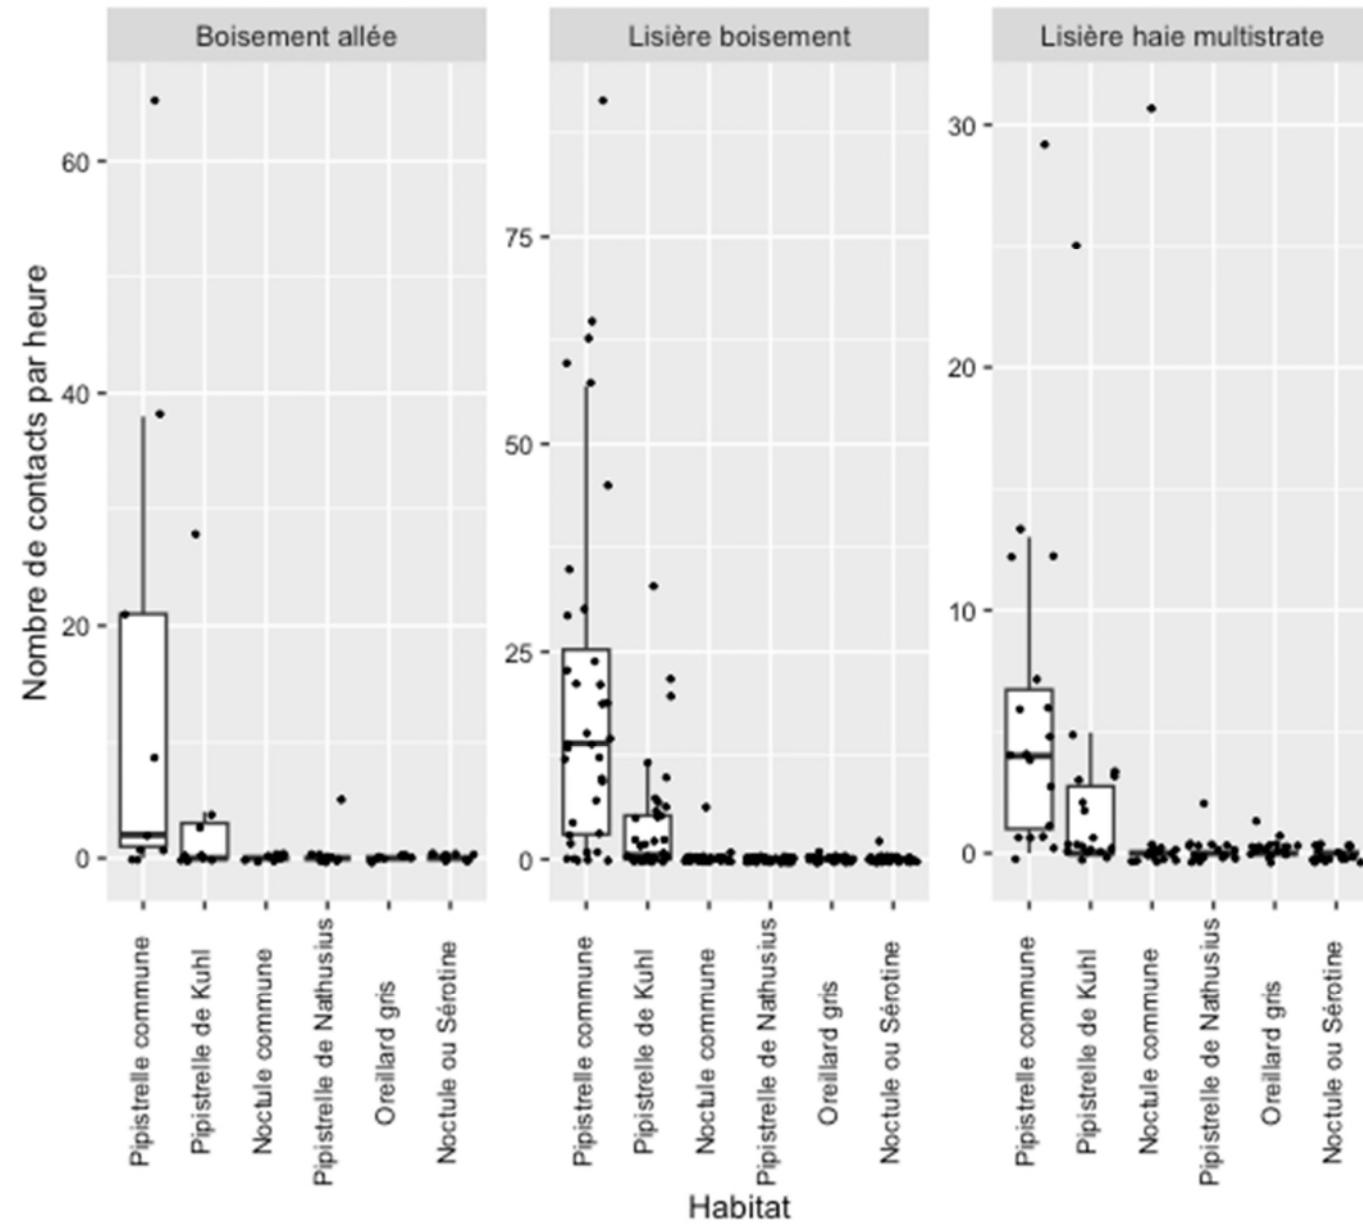 Boisement allée
Lisière boisement
Lisière haie multistrate
Nombre de contacts par heure
60
40
20
0
75
50
25
0
30
20
10
0
Pipistrelle commune
Pipistrelle de Kuhl
Noctule commune
Pipistrelle de Nathusius
Oreillard gris
Noctule ou Sérotine
Pipistrelle commune
Pipistrelle de Kuhl
Noctule commune
Pipistrelle de Nathusius
Oreillard gris
Noctule ou Sérotine
Pipistrelle commune
Pipistrelle de Kuhl
Noctule commune
Pipistrelle de Nathusius
Oreillard gris
Noctule ou Sérotine
Habitat